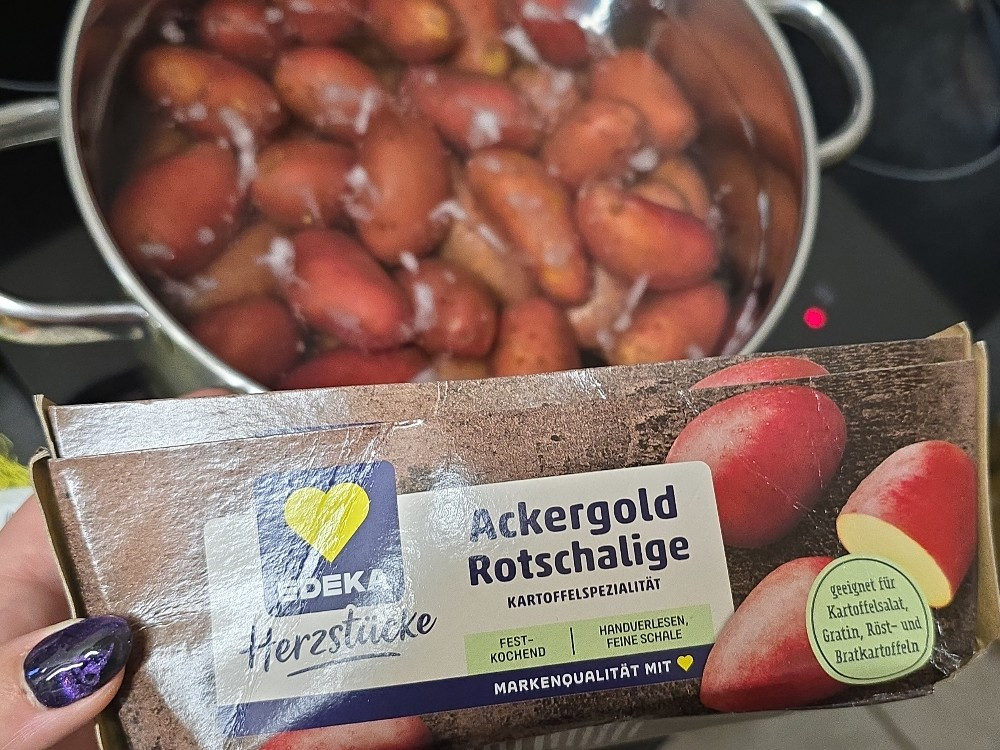 EDEKA
Herzstücke
Ackergold
Rotschalige
KARTOFFELSPEZIALITÄT
FEST-
KOCHEND
HANDVERLESEN,
FEINE SCHALE
MARKENQUALITÄT MIT
geeignet für
Kartoffelsalat,
Gratin, Röst- und
Bratkartoffeln